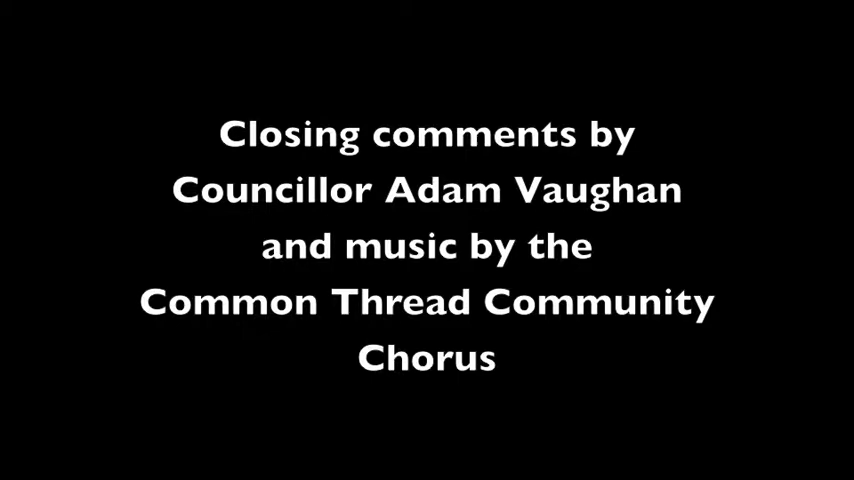 Closing comments by
Councillor Adam Vaughan
and music by the
Common Thread Community
Chorus